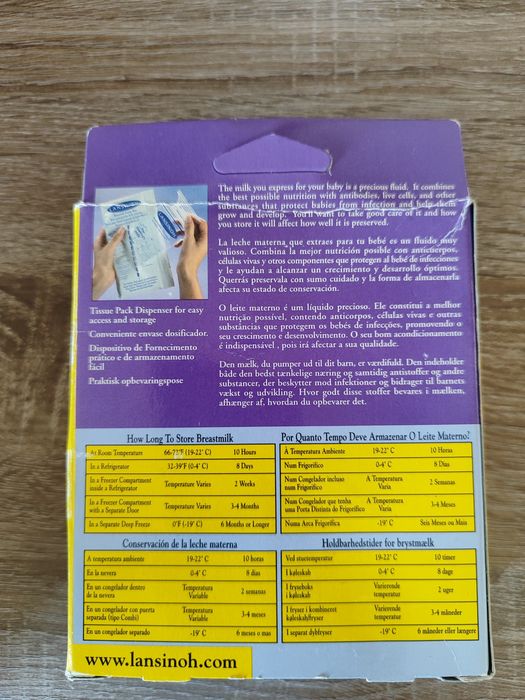 LANSINOH
The milk you express for your baby is a precious fluid. It combines
the best possible nutrition with antibodies, live cells, and other
substances that protect babies from infection and help them
grow and develop. You'll want to take good care of it and how
you store it will affect how well it is preserved.
La leche materna que extraes para tu bebé es un fluido muy
valioso. Combina la mejor nutrición posible con anticuerpos,
células vivas y otros componentes que protegen al bebé de infecciones
y le ayudan a alcanzar un crecimiento y desarrollo óptimos.
Querrás preservarla con sumo cuidado y la forma de almacenarla
afecta su estado de conservación.
O leite materno é um líquido precioso. Ele constitui a melhor
nutrição possível, contendo anticorpos, células vivas e outras
substâncias que protegem os bebés de infecções, promovendo o
seu crescimento e desenvolvimento. O seu bom acondicionamento
é indispensável , pois irá afectar a sua qualidade.
Den mælk, du pumper ud til dit barn, er værdifuld. Den indeholder
både den bedst tænkelige næring og samtidig antistoffer og andre
substancer, der beskytter mod infektioner og bidrager til barnets
vækst og udvikling. Hvor godt disse stoffer bevares i mælken,
afhænger af, hvordan du opbevarer det.
Tissue Pack Dispenser for easy
access and storage
Conveniente envase dosificador.
Dispositivo de Fornecimento
prático e de armazenamento
fácil
Praktisk opbevaringspose
How Long To Store Breastmilk
At Room Temperature 66-72°F (19-22° C) 10 Hours
In a Refrigerator 32-39°F (0-4° C) 8 Days
In a Freezer Compartment
inside a Refrigerator Temperature Varies 2 Weeks
In a Freezer Compartment
with a Separate Door Temperature Varies 3-4 Months
In a Separate Deep Freeze 0°F (-19° C) 6 Months or Longer
Por Quanto Tempo Deve Armazenar O Leite Materno?
À Temperatura Ambiente 19-22° C 10 Horas
Num Frigorífico 0-4° C 8 Dias
Num Congelador incluso
num Frigorífico A Temperatura
Varia 2 Semanas
Num Congelador que tenha
uma Porta Distinta do Frigorífico A Temperatura
Varia 3-4 Meses
Numa Arca Frigorífica -19° C Seis Meses ou Mais
Conservación de la leche materna
A temperatura ambiente 19-22° C 10 horas
En la nevera 0-4° C 8 días
En un congelador dentro
de la nevera Temperatura
Variable 2 semanas
En un congelador con puerta
separada (tipo Combi) Temperatura
Variable 3-4 meses
En un congelador separado -19° C 6 meses o mas
Holdbarhedstider for brystmælk
Ved stuetemperatur 19-22° C 10 timer
I køleskab 0-4° C 8 dage
I fryseboks
i køleskab Varierende
temperatur 2 uger
I fryser i kombineret
køleskab/fryser Varierende
temperatur 3-4 måneder
I separat dybfryser -19° C 6 måneder eller længere
www.lansinoh.com